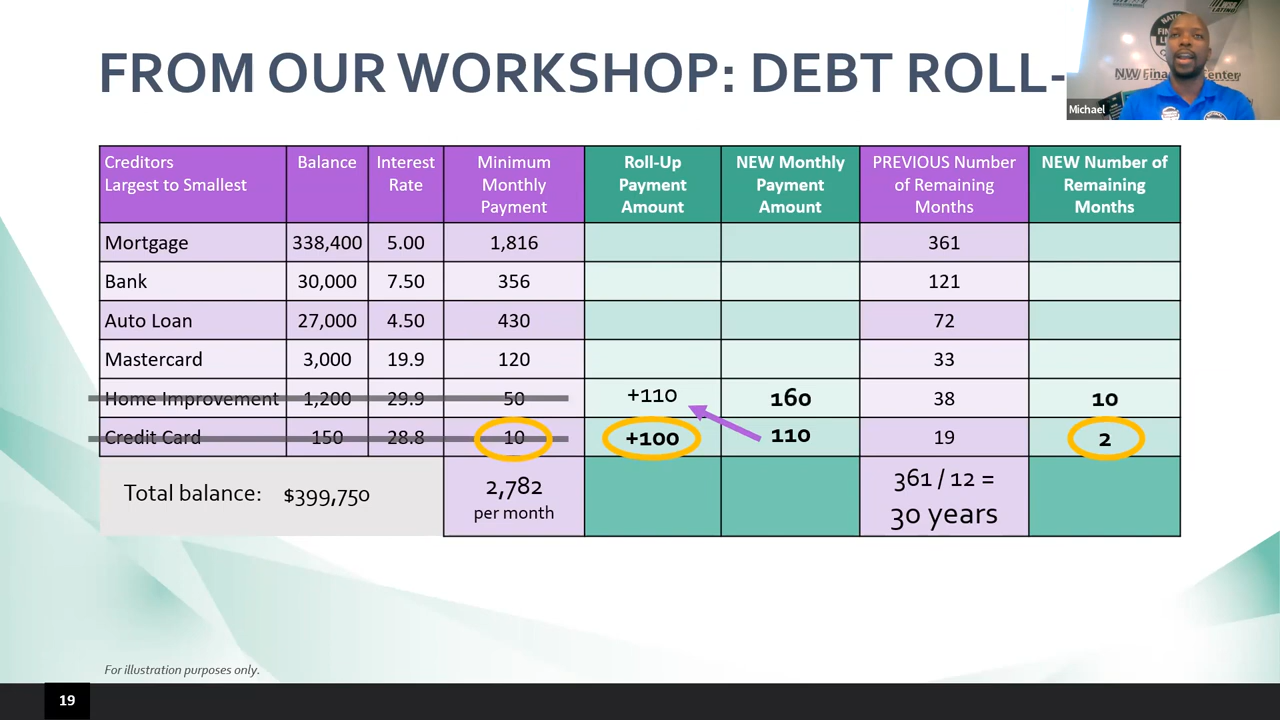 FROM OUR WORKSHOP: DEBT ROLL-
Michael
NW Fina Center
Creditors
Largest to Smallest
Balance
Interest
Rate
Minimum
Monthly
Payment
Roll-Up
Payment
Amount
NEW Monthly
Payment
Amount
PREVIOUS Number
of Remaining
Months
NEW Number of
Remaining
Months
Mortgage 338,400 5.00 1,816 361
Bank 30,000 7.50 356 121
Auto Loan 27,000 4.50 430 72
Mastercard 3,000 19.9 120 33
Home Improvement 1,200 29.9 50 +110 160 38 10
Credit Card 150 28.8 10 +100 110 19 2
Total balance: $399,750
2,782
per month
361 / 12 =
30 years
For illustration purposes only.
19